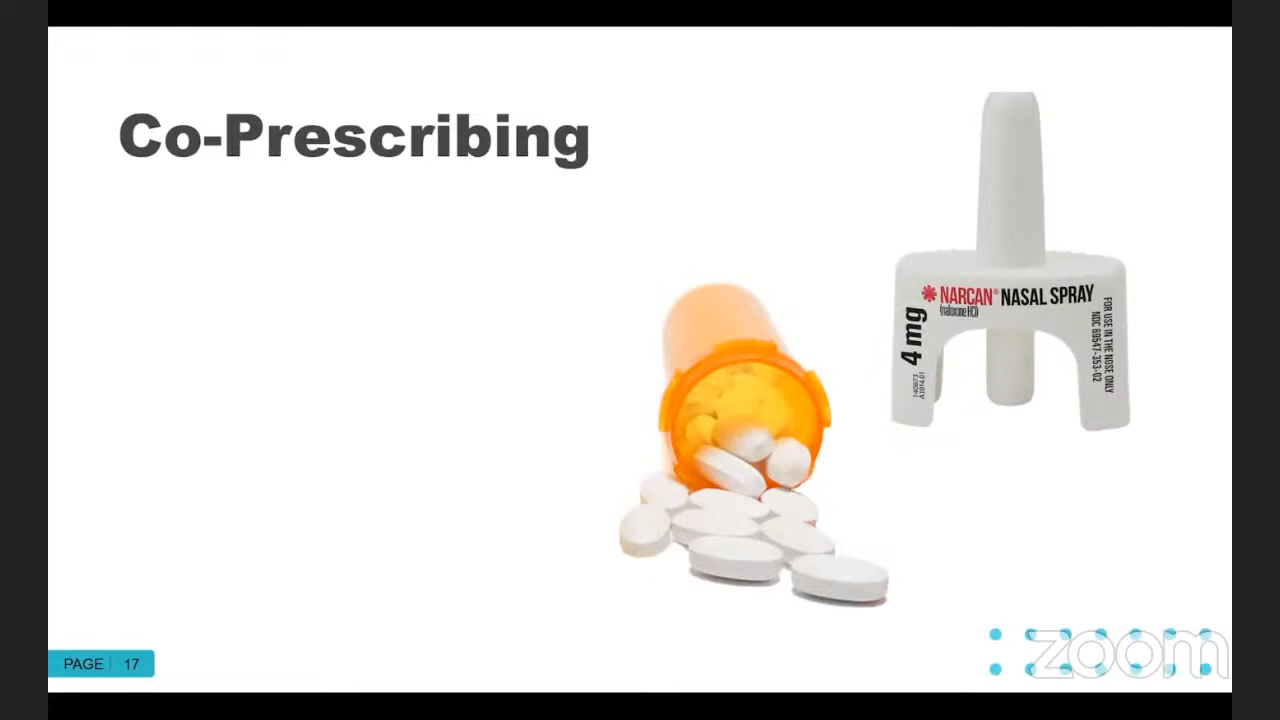 Co-Prescribing
NARCAN® NASAL SPRAY
(naloxone HCl)
4 mg
FOR USE IN THE NOSE ONLY
NDC 69547-353-02
PAGE 17
zoom